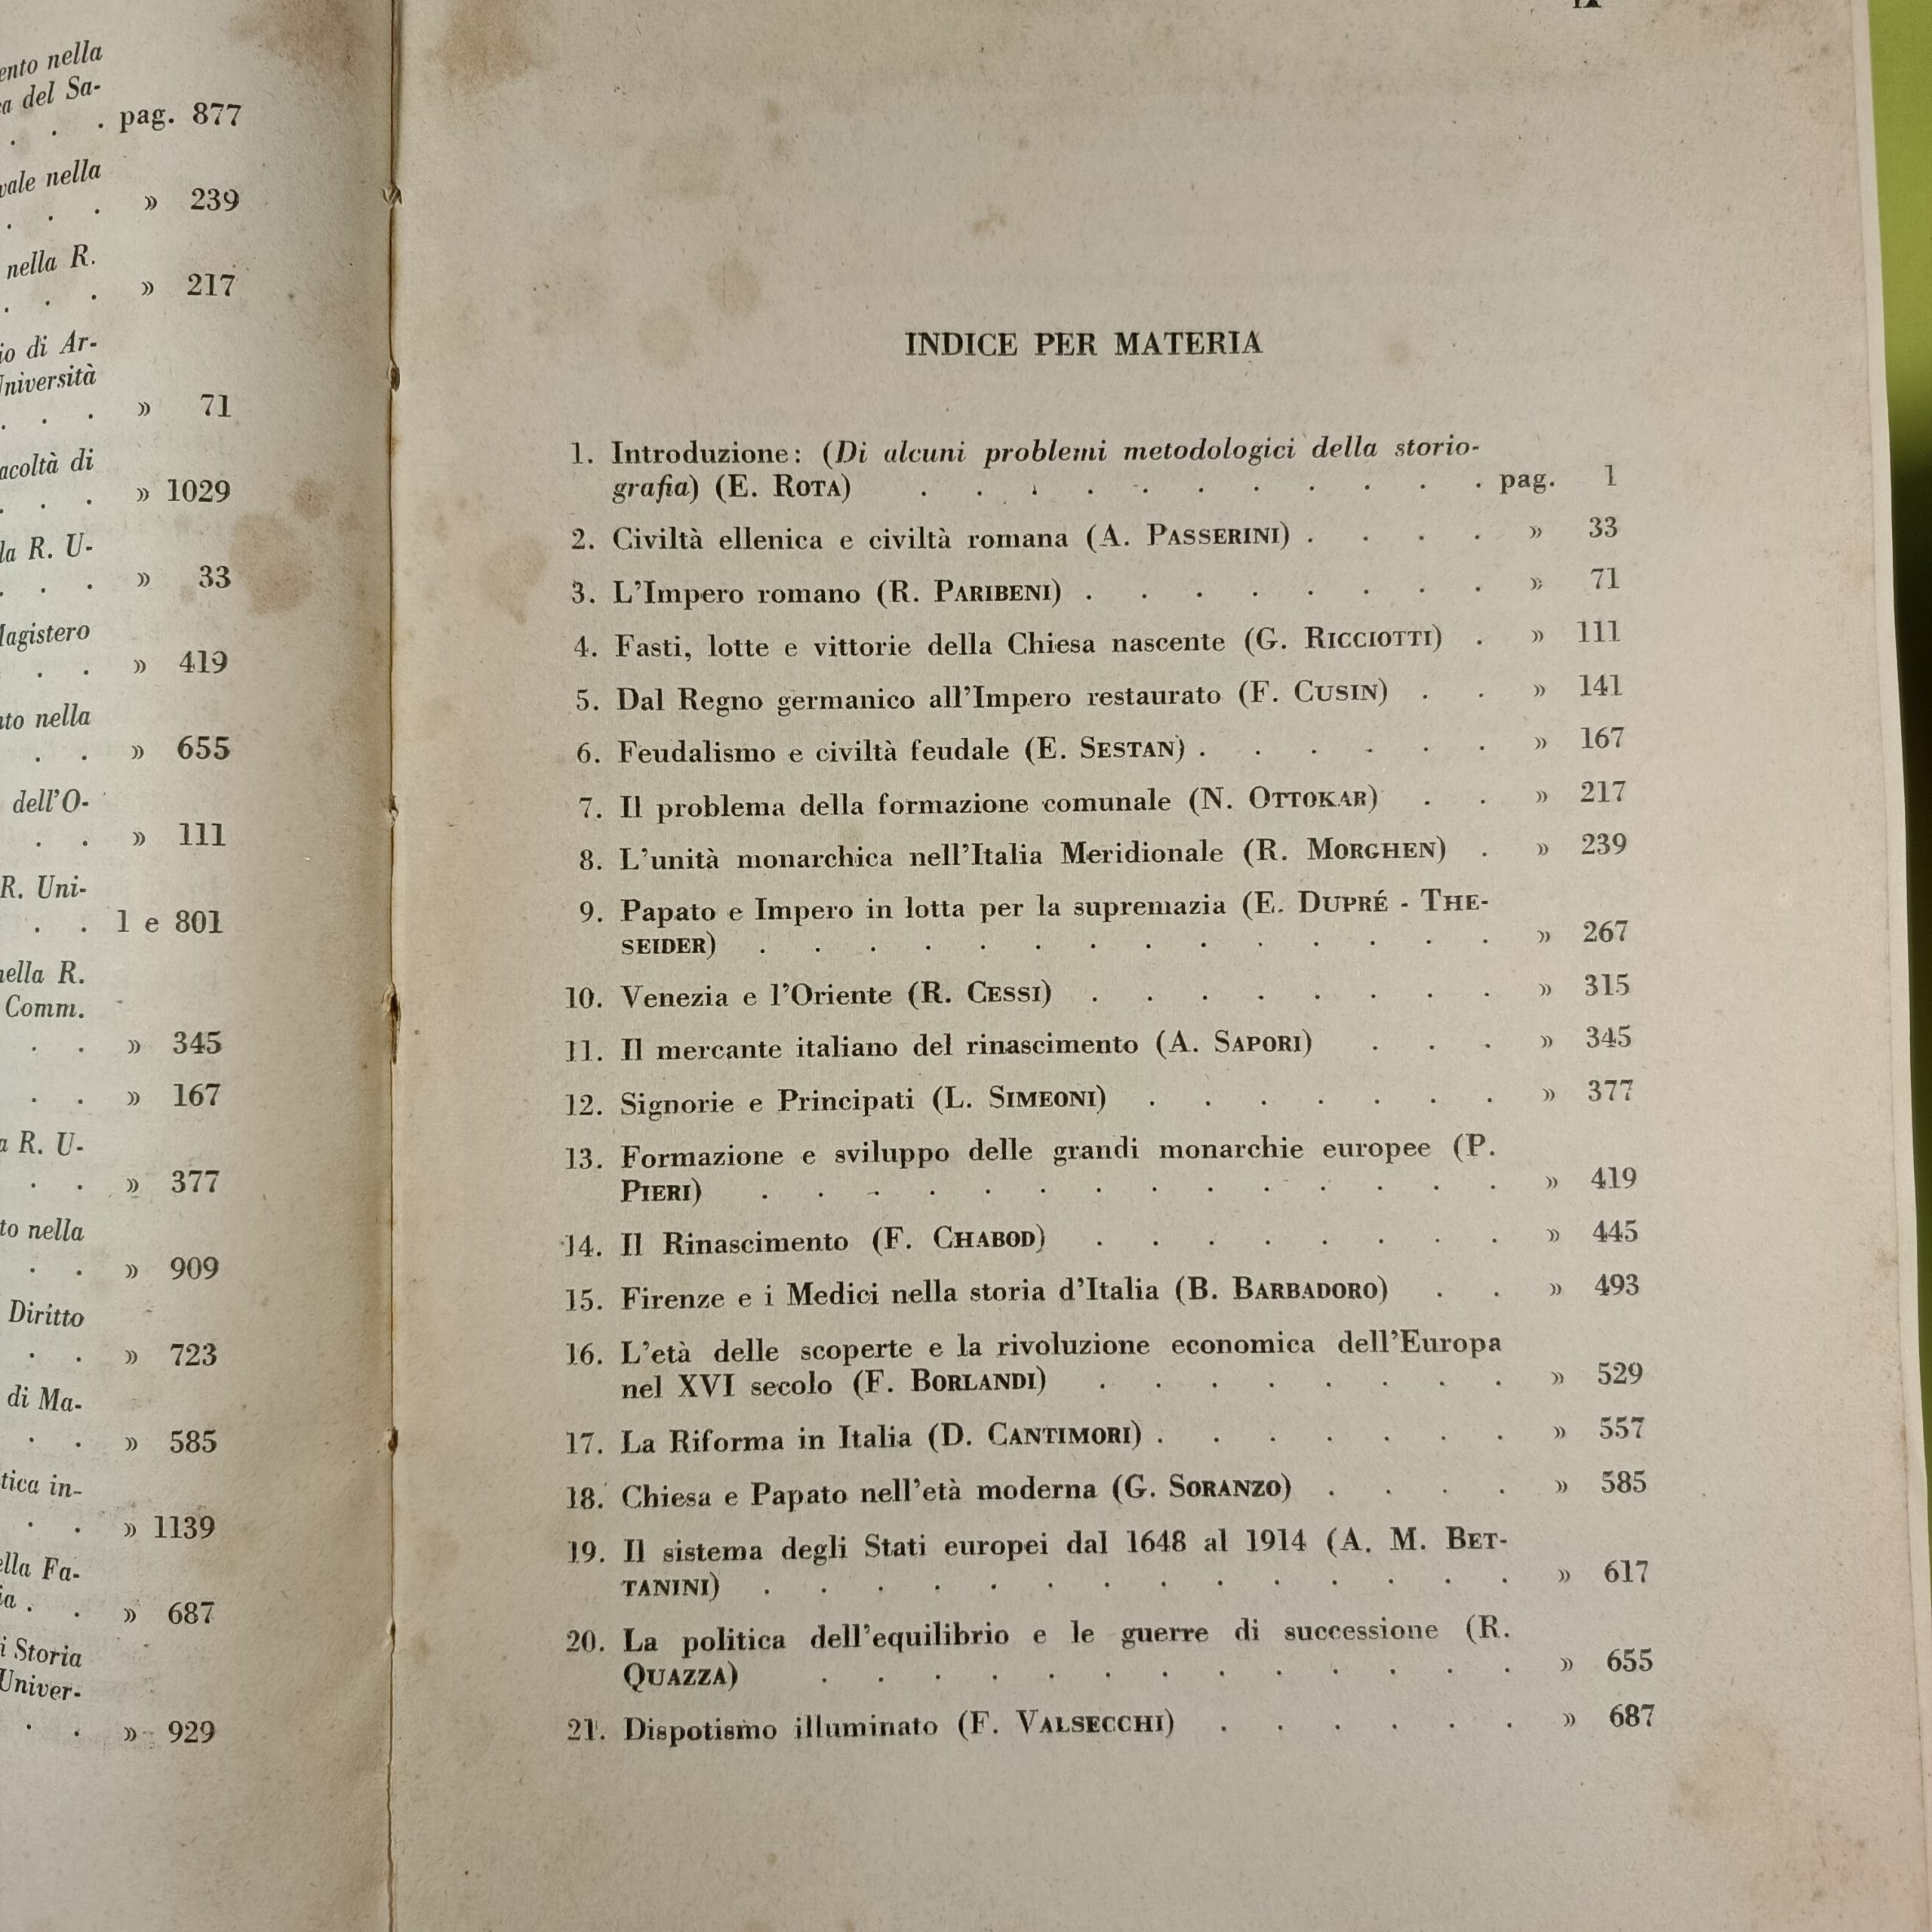 ento nella
ca del Sa-
. . . pag. 877
vale nella
. . . » 239
nella R.
. . . » 217
io di Ar-
Università
. . . » 71
acoltà di
. . . » 1029
la R. U-
. . . » 33
Magistero
. . . » 419
nto nella
. . » 655
dell'O-
. . » 111
R. Uni-
. . 1 e 801
nella R.
Comm.
. . » 345
. . » 167
a R. U-
. . » 377
to nella
. . » 909
Diritto
. . » 723
di Ma-
. . » 585
tica in-
. . » 1139
ella Fa-
ia . . » 687
i Storia
Univer-
. . » 929
IX
INDICE PER MATERIA
1. Introduzione: (Di alcuni problemi metodologici della storio-
grafia) (E. ROTA) . . . . . . . . . . . pag. 1
2. Civiltà ellenica e civiltà romana (A. PASSERINI) . . . . » 33
3. L'Impero romano (R. PARIBENI) . . . . . . . . » 71
4. Fasti, lotte e vittorie della Chiesa nascente (G. RICCIOTTI) . » 111
5. Dal Regno germanico all'Impero restaurato (F. CUSIN) . . » 141
6. Feudalismo e civiltà feudale (E. SESTAN) . . . . . . » 167
7. Il problema della formazione comunale (N. OTTOKAR) . . » 217
8. L'unità monarchica nell'Italia Meridionale (R. MORGHEN) . » 239
9. Papato e Impero in lotta per la supremazia (E. DUPRÉ - THE-
SEIDER) . . . . . . . . . . . . . . » 267
10. Venezia e l'Oriente (R. CESSI) . . . . . . . . » 315
11. Il mercante italiano del rinascimento (A. SAPORI) . . . » 345
12. Signorie e Principati (L. SIMEONI) . . . . . . . » 377
13. Formazione e sviluppo delle grandi monarchie europee (P.
PIERI) . . . . . . . . . . . . . . » 419
14. Il Rinascimento (F. CHABOD) . . . . . . . . » 445
15. Firenze e i Medici nella storia d'Italia (B. BARBADORO) . . » 493
16. L'età delle scoperte e la rivoluzione economica dell'Europa
nel XVI secolo (F. BORLANDI) . . . . . . . . » 529
17. La Riforma in Italia (D. CANTIMORI) . . . . . . . » 557
18. Chiesa e Papato nell'età moderna (G. SORANZO) . . . . » 585
19. Il sistema degli Stati europei dal 1648 al 1914 (A. M. BET-
TANINI) . . . . . . . . . . . . . . » 617
20. La politica dell'equilibrio e le guerre di successione (R.
QUAZZA) . . . . . . . . . . . . . » 655
21. Dispotismo illuminato (F. VALSECCHI) . . . . . . » 687